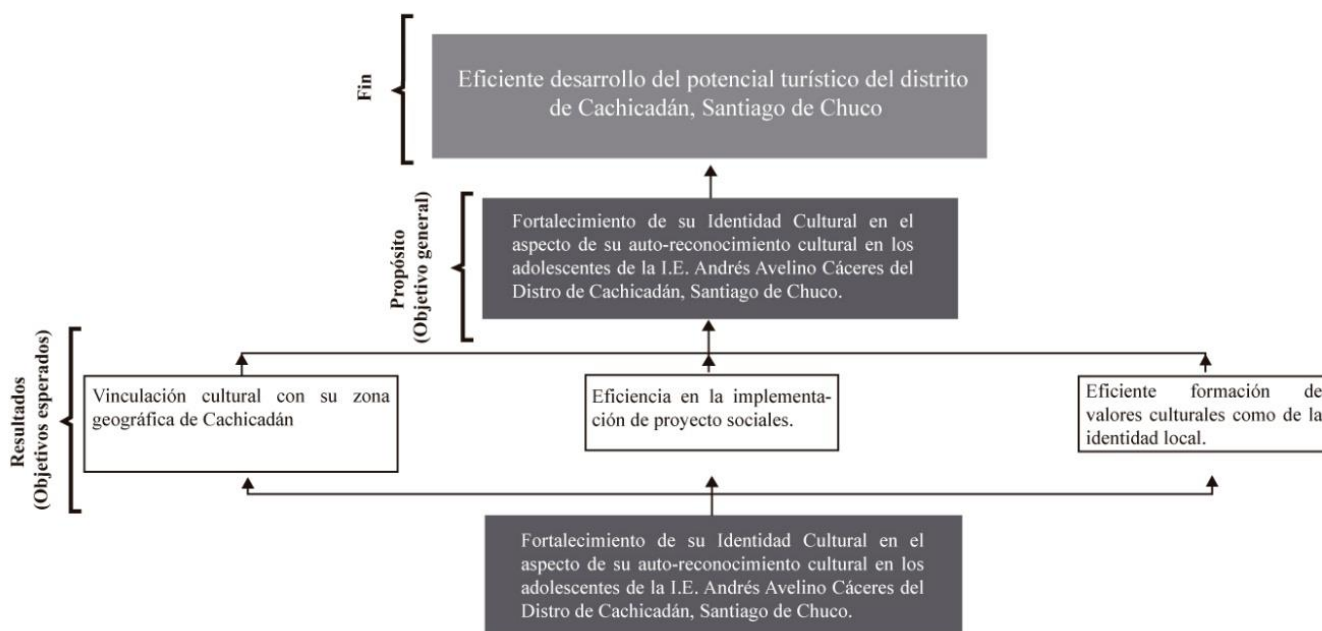 Fin
Eficiente desarrollo del potencial turístico del distrito
de Cachicadán, Santiago de Chuco
Propósito
(Objetivo general)
Fortalecimiento de su Identidad Cultural en el
aspecto de su auto-reconocimiento cultural en los
adolescentes de la I.E. Andrés Avelino Cáceres del
Distro de Cachicadán, Santiago de Chuco.
Resultados
(Objetivos esperados)
Vinculación cultural con su zona
geográfica de Cachicadán
Eficiencia en la implementa-
ción de proyecto sociales.
Eficiente formación de
valores culturales como de la
identidad local.
Fortalecimiento de su Identidad Cultural en el
aspecto de su auto-reconocimiento cultural en los
adolescentes de la I.E. Andrés Avelino Cáceres del
Distro de Cachicadán, Santiago de Chuco.